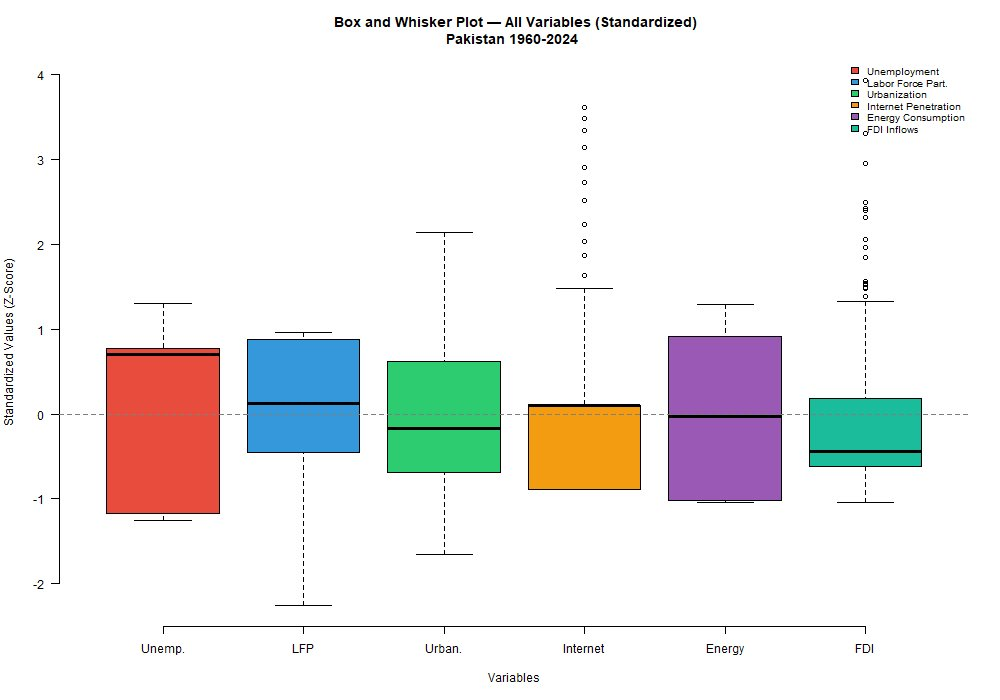 Box and Whisker Plot — All Variables (Standardized)
Pakistan 1960-2024
Unemployment
Labor Force Part.
Urbanization
Internet Penetration
Energy Consumption
FDI Inflows
Standardized Values (Z-Score)
4
3
2
1
0
-1
-2
Unemp.
LFP
Urban.
Internet
Energy
FDI
Variables